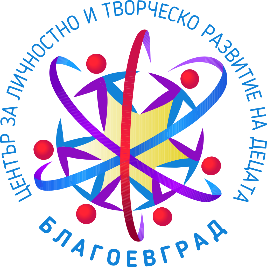 ЦЕНТЪР ЗА ЛИЧНОСТНО И ТВОРЧЕСКО РАЗВИТИЕ НА ДЕЦАТА
БЛАГОЕВГРАД